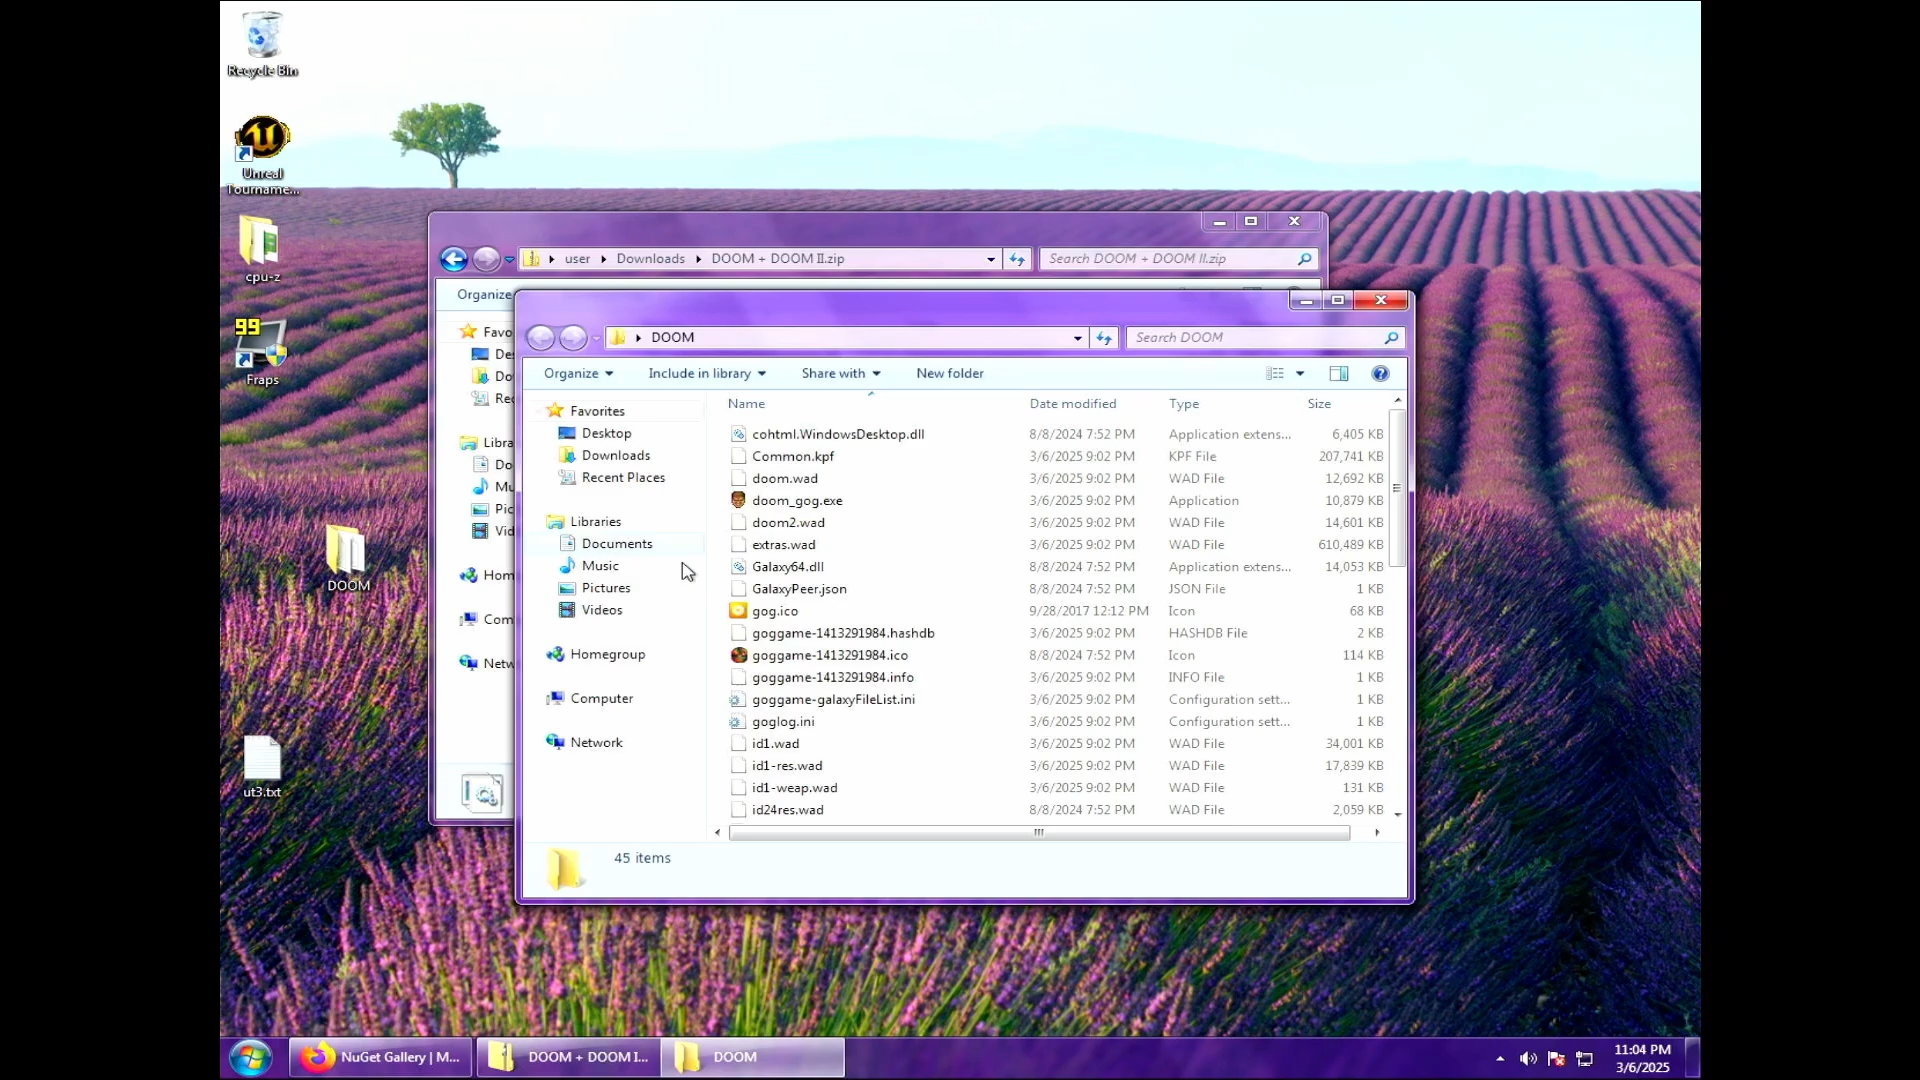 Recycle Bin
Unreal
Tourname...
cpu-z
99
Fraps
DOOM
ut3.txt
user
Downloads
DOOM + DOOM II.zip
Search DOOM + DOOM II.zip
Organize
Favo
De
Do
Rec
Libra
Do
Mu
Pic
Vid
Hom
Com
Netw
DOOM
Search DOOM
Organize
Include in library
Share with
New folder
Favorites
Desktop
Downloads
Recent Places
Libraries
Documents
Music
Pictures
Videos
Homegroup
Computer
Network
Name Date modified Type Size
cohtml.WindowsDesktop.dll 8/8/2024 7:52 PM Application extens... 6,405 KB
Common.kpf 3/6/2025 9:02 PM KPF File 207,741 KB
doom.wad 3/6/2025 9:02 PM WAD File 12,692 KB
doom_gog.exe 3/6/2025 9:02 PM Application 10,879 KB
doom2.wad 3/6/2025 9:02 PM WAD File 14,601 KB
extras.wad 3/6/2025 9:02 PM WAD File 610,489 KB
Galaxy64.dll 8/8/2024 7:52 PM Application extens... 14,053 KB
GalaxyPeer.json 8/8/2024 7:52 PM JSON File 1 KB
gog.ico 9/28/2017 12:12 PM Icon 68 KB
goggame-1413291984.hashdb 3/6/2025 9:02 PM HASHDB File 2 KB
goggame-1413291984.ico 8/8/2024 7:52 PM Icon 114 KB
goggame-1413291984.info 3/6/2025 9:02 PM INFO File 1 KB
goggame-galaxyFileList.ini 3/6/2025 9:02 PM Configuration sett... 1 KB
goglog.ini 3/6/2025 9:02 PM Configuration sett... 1 KB
id1.wad 3/6/2025 9:02 PM WAD File 34,001 KB
id1-res.wad 3/6/2025 9:02 PM WAD File 17,839 KB
id1-weap.wad 3/6/2025 9:02 PM WAD File 131 KB
id24res.wad 8/8/2024 7:52 PM WAD File 2,059 KB
45 items
NuGet Gallery | M...
DOOM + DOOM I...
DOOM
11:04 PM
3/6/2025